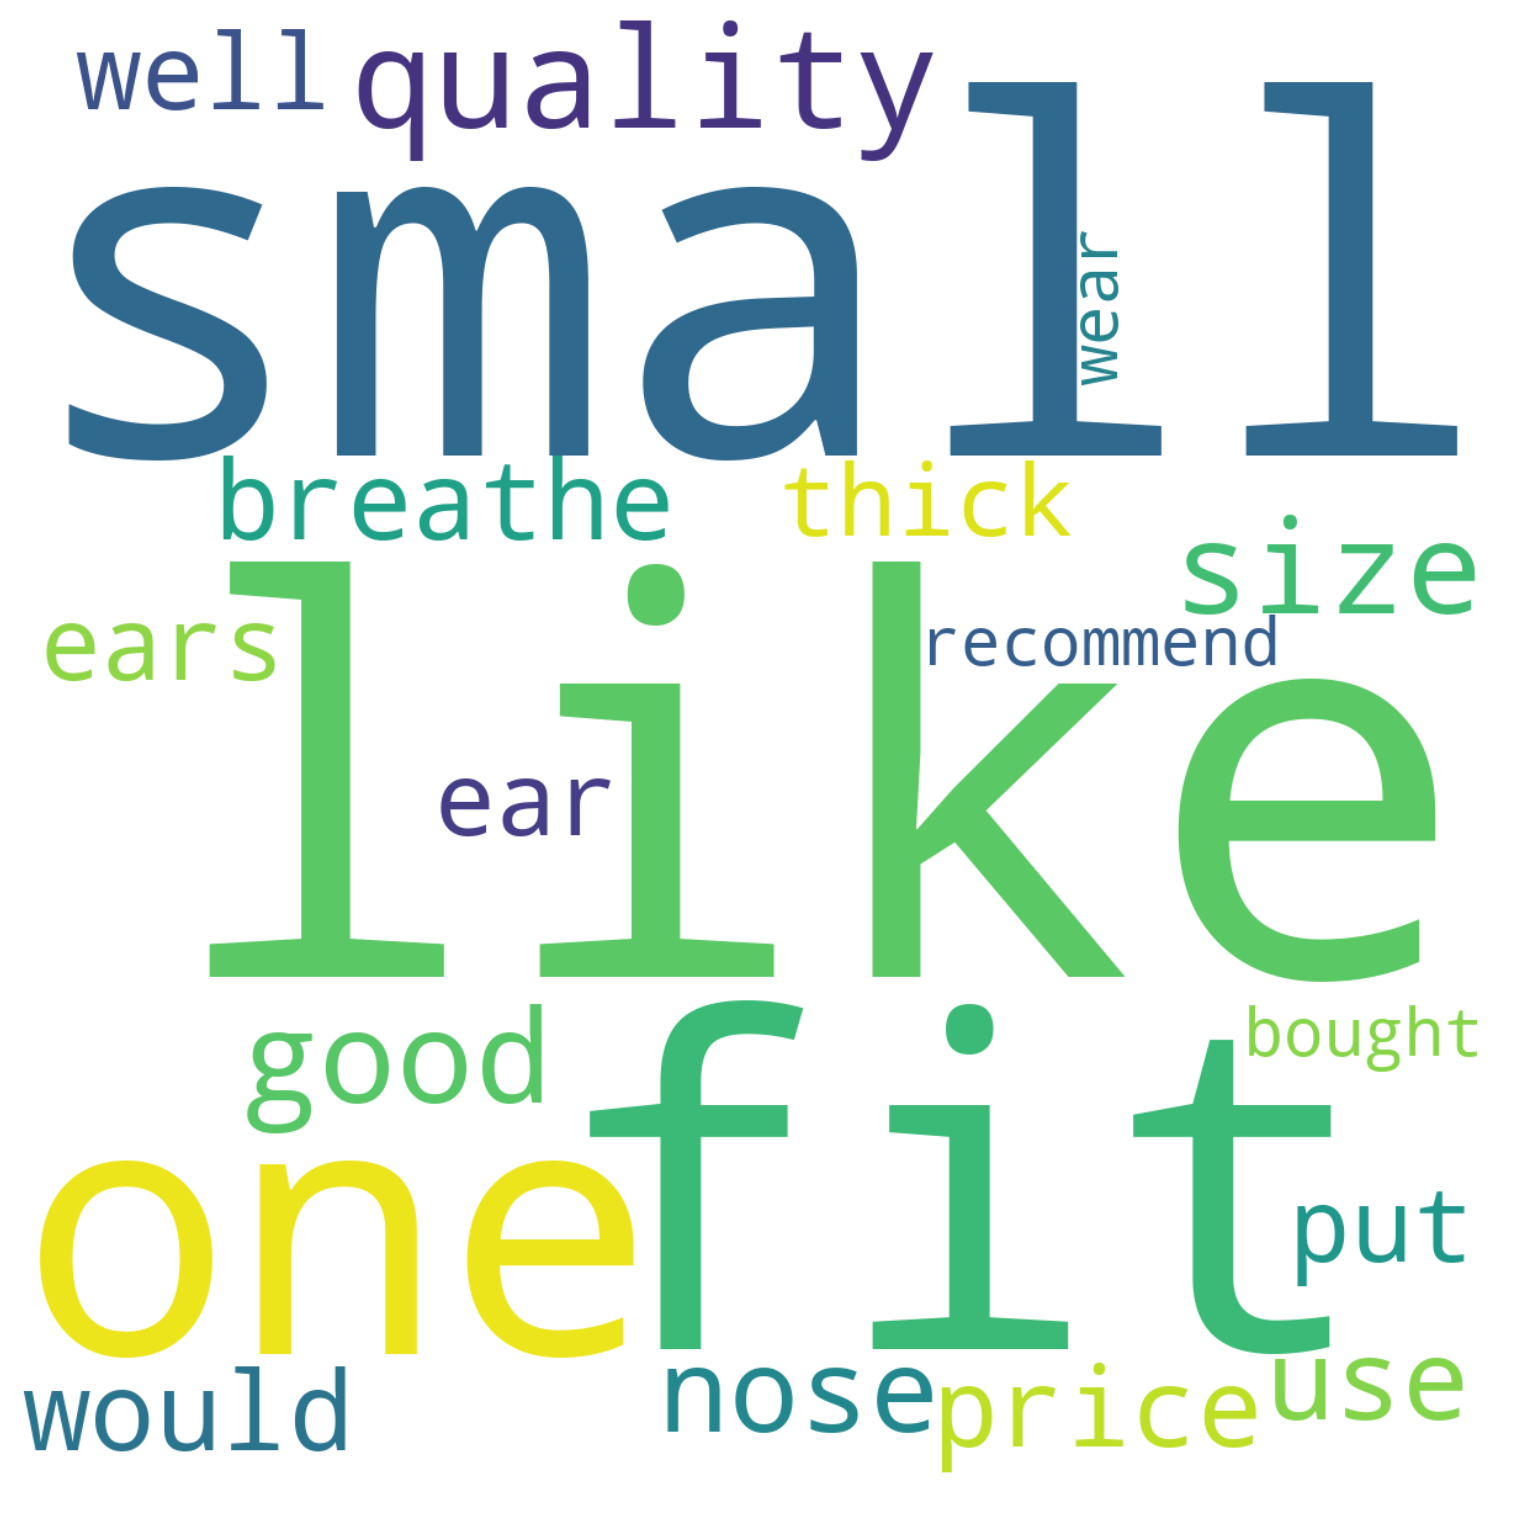 well quality
small
wear
breathe thick
size
ears recommend
like
ear
good bought
one fit
put
would nose price use